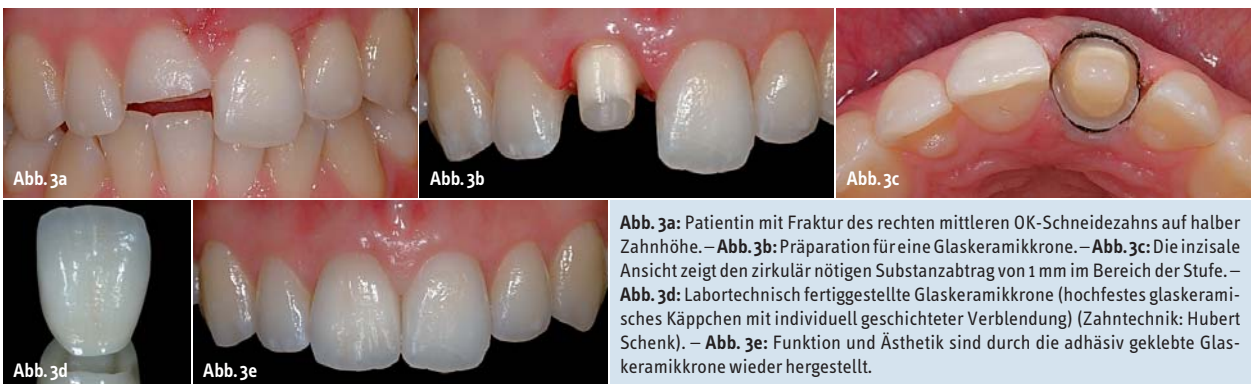 Abb. 3a
Abb. 3b
Abb. 3c
Abb. 3d
Abb. 3e
Abb. 3a: Patientin mit Fraktur des rechten mittleren OK-Schneidezahns auf halber
Zahnhöhe. – Abb. 3b: Präparation für eine Glaskeramikkrone. – Abb. 3c: Die inzisale
Ansicht zeigt den zirkulär nötigen Substanzabtrag von 1 mm im Bereich der Stufe. –
Abb. 3d: Labortechnisch fertiggestellte Glaskeramikkrone (hochfestes glaskerami-
sches Käppchen mit individuell geschichteter Verblendung) (Zahntechnik: Hubert
Schenk). – Abb. 3e: Funktion und Ästhetik sind durch die adhäsiv geklebte Glas-
keramikkrone wieder hergestellt.